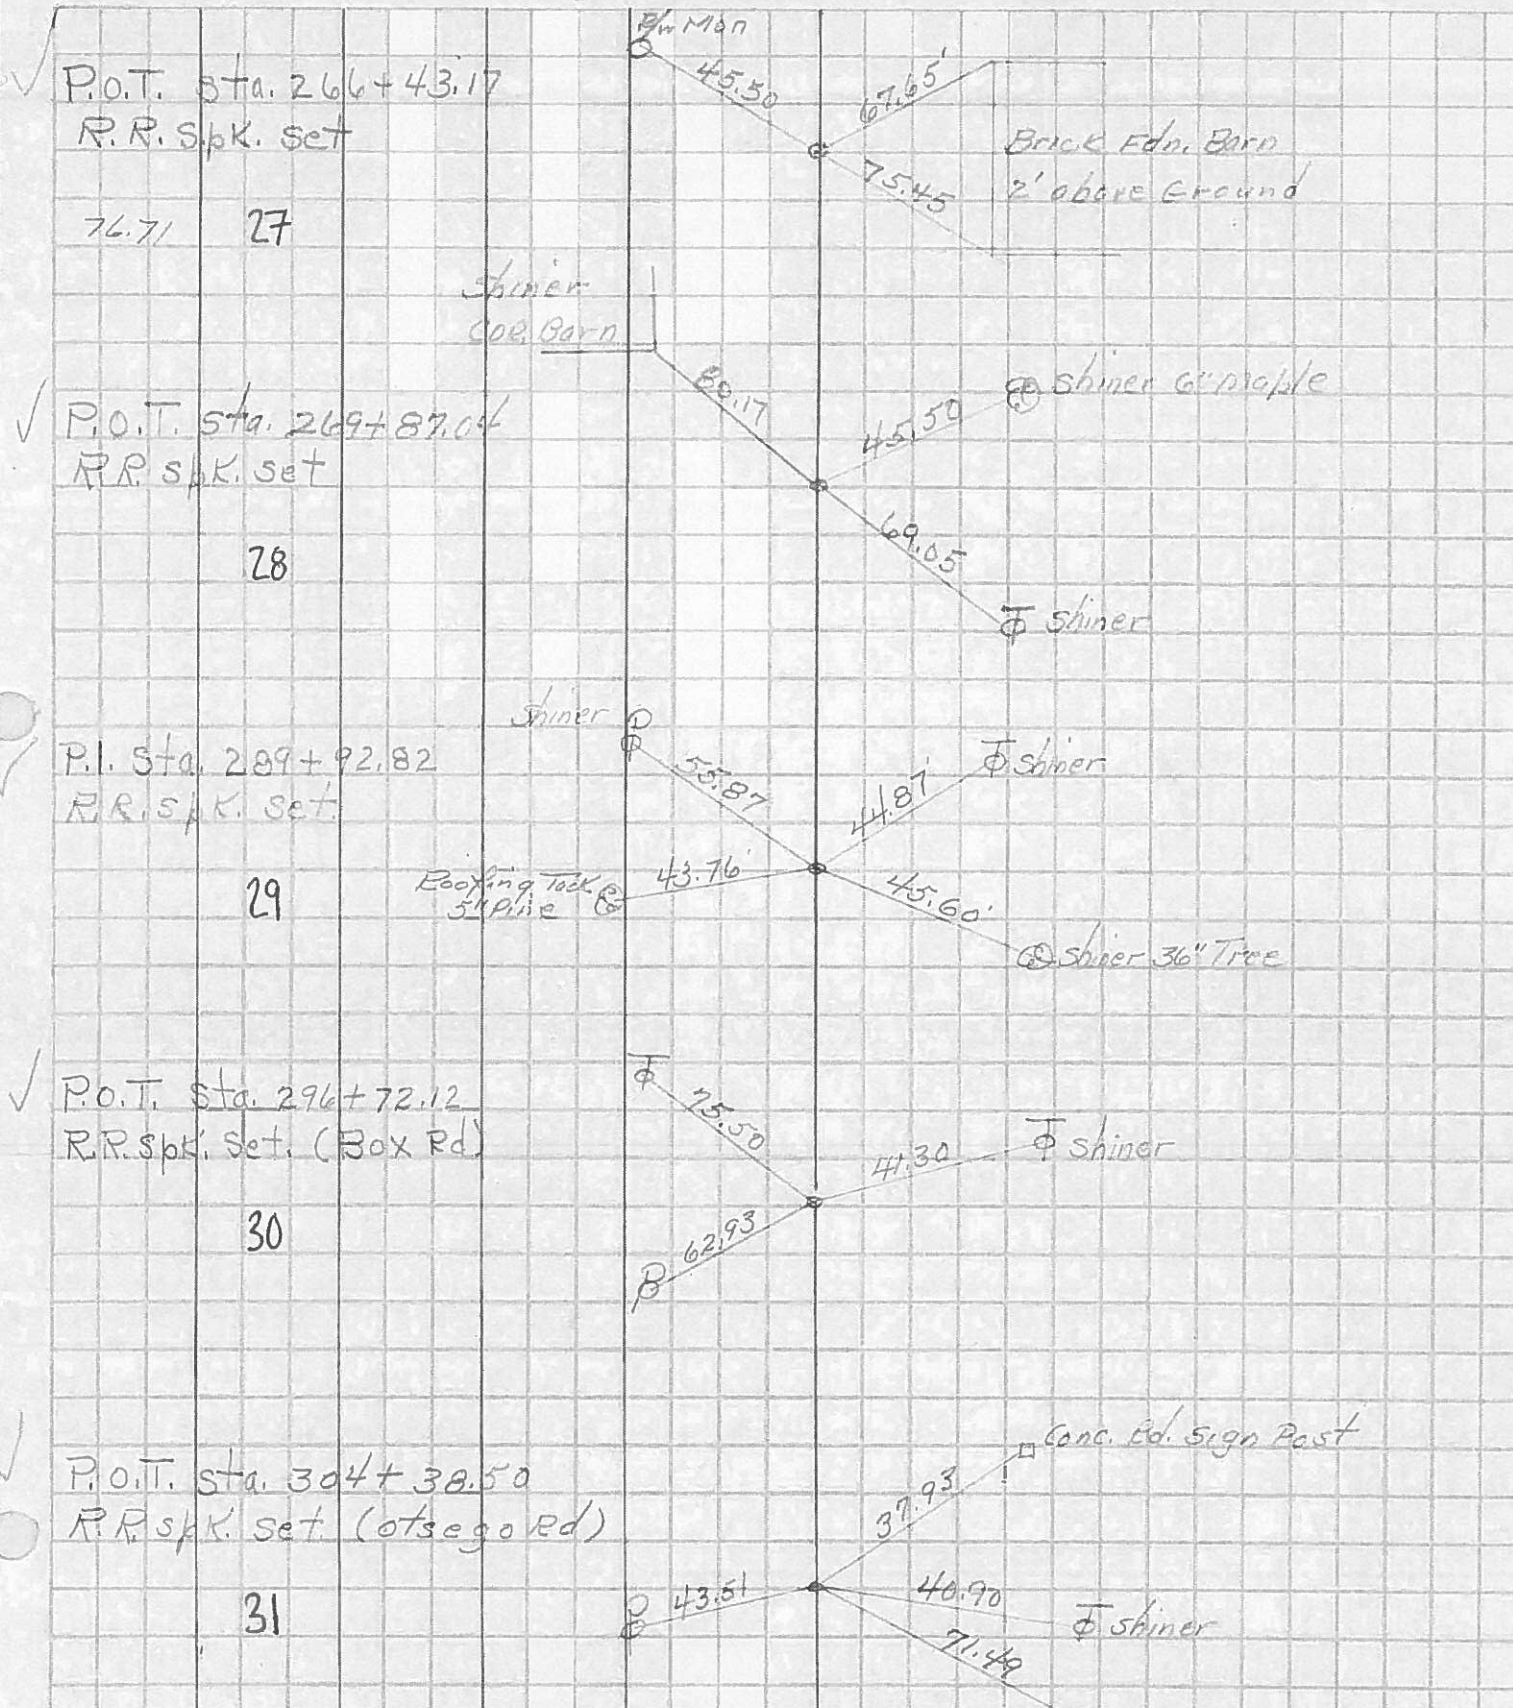 R/W Mon
P.O.T. Sta. 266+43.17
R.R. Spk. Set
45.50
67.65'
75.45
Brick Fdn. Barn
2' above Ground
76.71
27
Shiner
Cor. Barn
80.17
45.50
Shiner 6" Maple
P.O.T. Sta. 269+87.04
R.R. Spk. Set
69.05
28
Shiner
Shiner
P.I. Sta. 289+92.82
R.R. Spk. Set.
55.87
44.87'
Shiner
Roofing Tack
5" Pine
43.76'
45.60'
29
Shiner 36" Tree
P.O.T. Sta. 296+72.12
R.R. Spk. Set. (Box Rd)
75.50
41.30
Shiner
62.93
30
Conc. Rd. Sign Post
P.O.T. Sta. 304+38.50
R.R. Spk. Set. (Otsego Rd)
37.93
43.51
40.90
Shiner
71.49
31